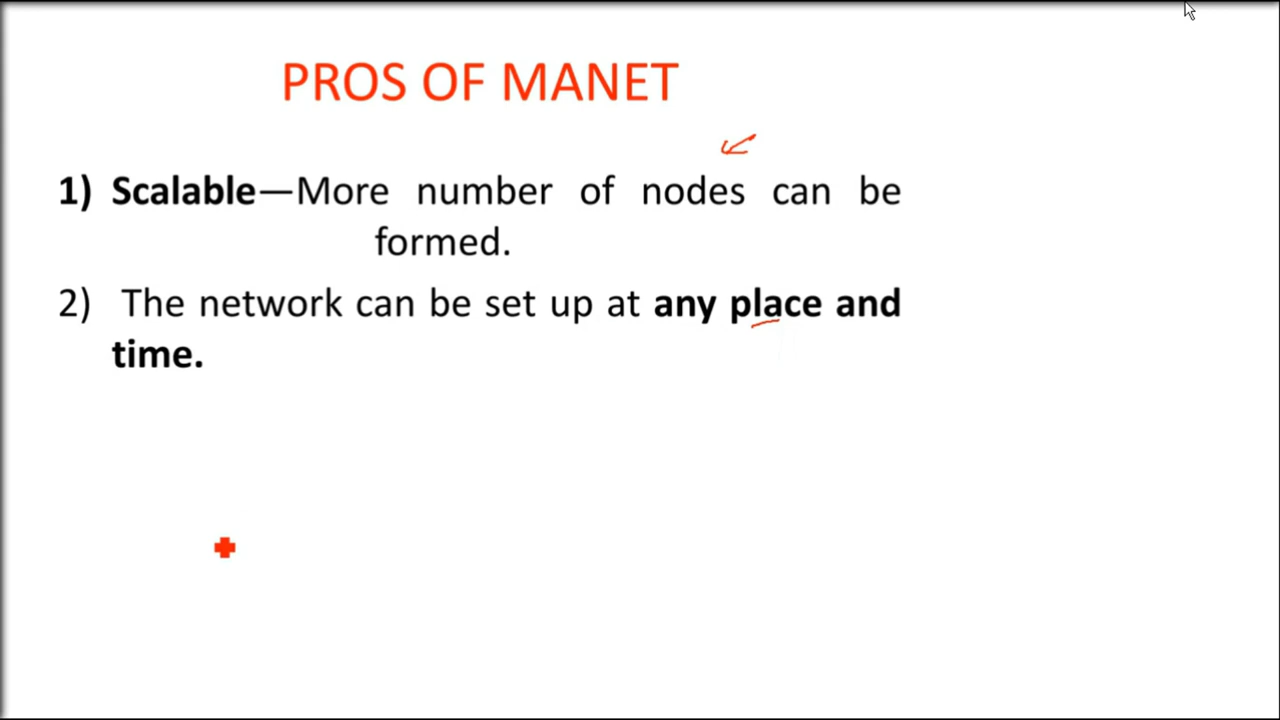 PROS OF MANET
1) Scalable—More number of nodes can be
formed.
2) The network can be set up at any place and
time.